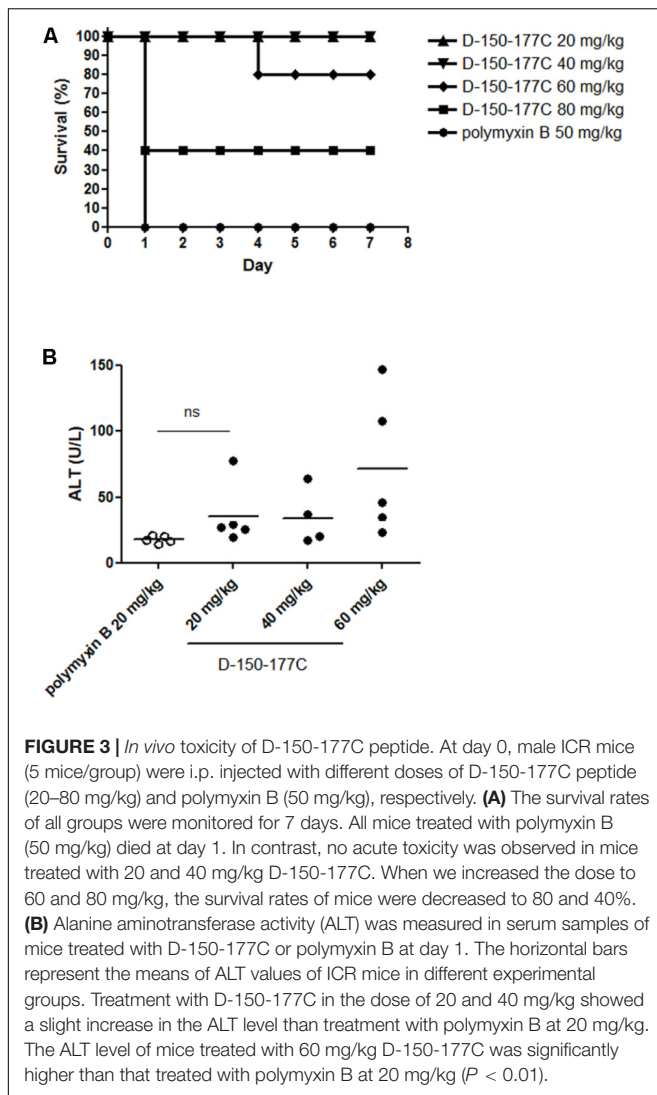 A
Survival (%)
100
90
80
70
60
50
40
30
20
10
0
0 1 2 3 4 5 6 7 8
Day
D-150-177C 20 mg/kg
D-150-177C 40 mg/kg
D-150-177C 60 mg/kg
D-150-177C 80 mg/kg
polymyxin B 50 mg/kg
B
ALT (U/L)
150
100
50
0
ns
polymyxin B 20 mg/kg
20 mg/kg
40 mg/kg
60 mg/kg
D-150-177C
FIGURE 3 | In vivo toxicity of D-150-177C peptide. At day 0, male ICR mice
(5 mice/group) were i.p. injected with different doses of D-150-177C peptide
(20–80 mg/kg) and polymyxin B (50 mg/kg), respectively. (A) The survival rates
of all groups were monitored for 7 days. All mice treated with polymyxin B
(50 mg/kg) died at day 1. In contrast, no acute toxicity was observed in mice
treated with 20 and 40 mg/kg D-150-177C. When we increased the dose to
60 and 80 mg/kg, the survival rates of mice were decreased to 80 and 40%.
(B) Alanine aminotransferase activity (ALT) was measured in serum samples of
mice treated with D-150-177C or polymyxin B at day 1. The horizontal bars
represent the means of ALT values of ICR mice in different experimental
groups. Treatment with D-150-177C in the dose of 20 and 40 mg/kg showed
a slight increase in the ALT level than treatment with polymyxin B at 20 mg/kg.
The ALT level of mice treated with 60 mg/kg D-150-177C was significantly
higher than that treated with polymyxin B at 20 mg/kg (P < 0.01).